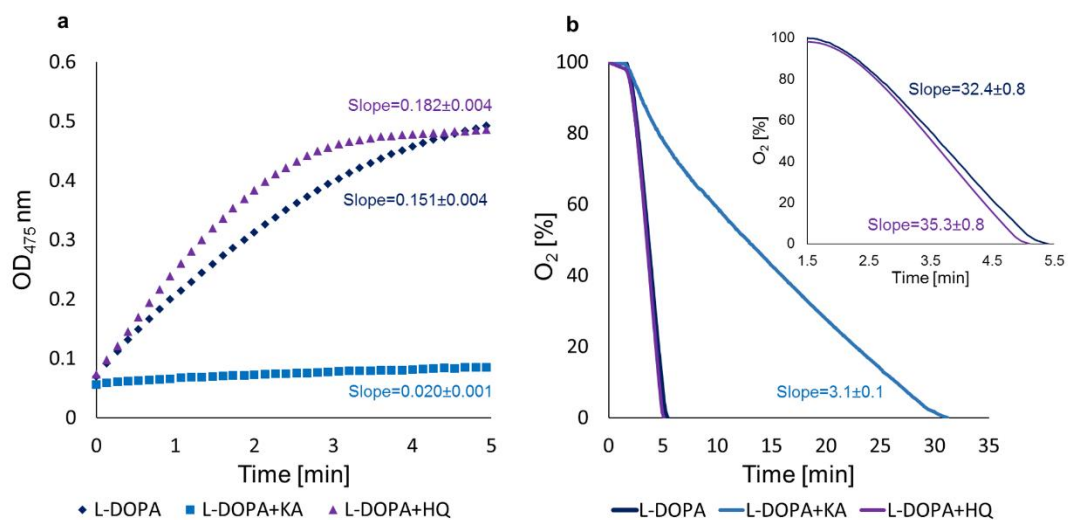 a
OD475 nm
0.6
0.5
0.4
0.3
0.2
0.1
0
Slope=0.182±0.004
Slope=0.151±0.004
Slope=0.020±0.001
0 1 2 3 4 5
Time [min]
L-DOPA L-DOPA+KA L-DOPA+HQ
b
O2 [%]
100
80
60
40
20
0
Slope=3.1±0.1
0 5 10 15 20 25 30 35
Time [min]
L-DOPA L-DOPA+KA L-DOPA+HQ
O2 [%]
100
80
60
40
20
0
Slope=32.4±0.8
Slope=35.3±0.8
1.5 2.5 3.5 4.5 5.5
Time [min]